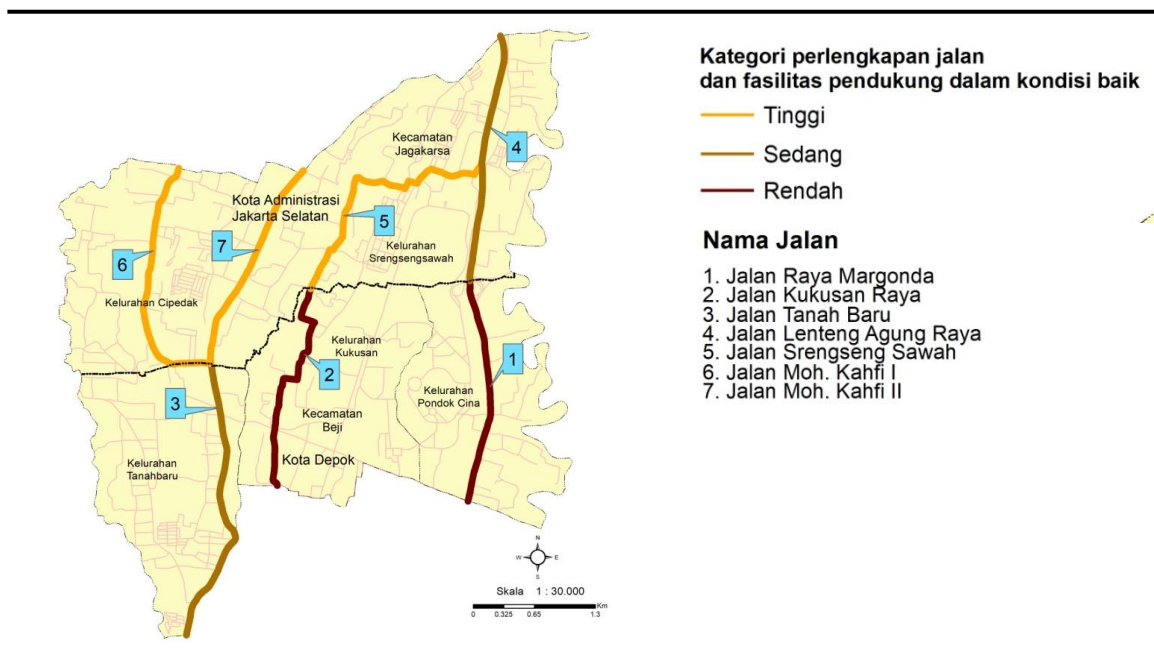 Kategori perlengkapan jalan
dan fasilitas pendukung dalam kondisi baik
Tinggi
Sedang
Rendah
Nama Jalan
1. Jalan Raya Margonda
2. Jalan Kukusan Raya
3. Jalan Tanah Baru
4. Jalan Lenteng Agung Raya
5. Jalan Srengseng Sawah
6. Jalan Moh. Kahfi I
7. Jalan Moh. Kahfi II
Kecamatan
Jagakarsa
4
Kota Administrasi
Jakarta Selatan
5
7
6
Kelurahan
Srengsengsawah
Kelurahan Cipedak
Kelurahan
Kukusan
1
2
3
Kelurahan
Pondok Cina
Kecamatan
Beji
Kota Depok
Kelurahan
Tanahbaru
N
W
E
S
Skala 1 : 30.000
Km
0 0.325 0.65 1.3